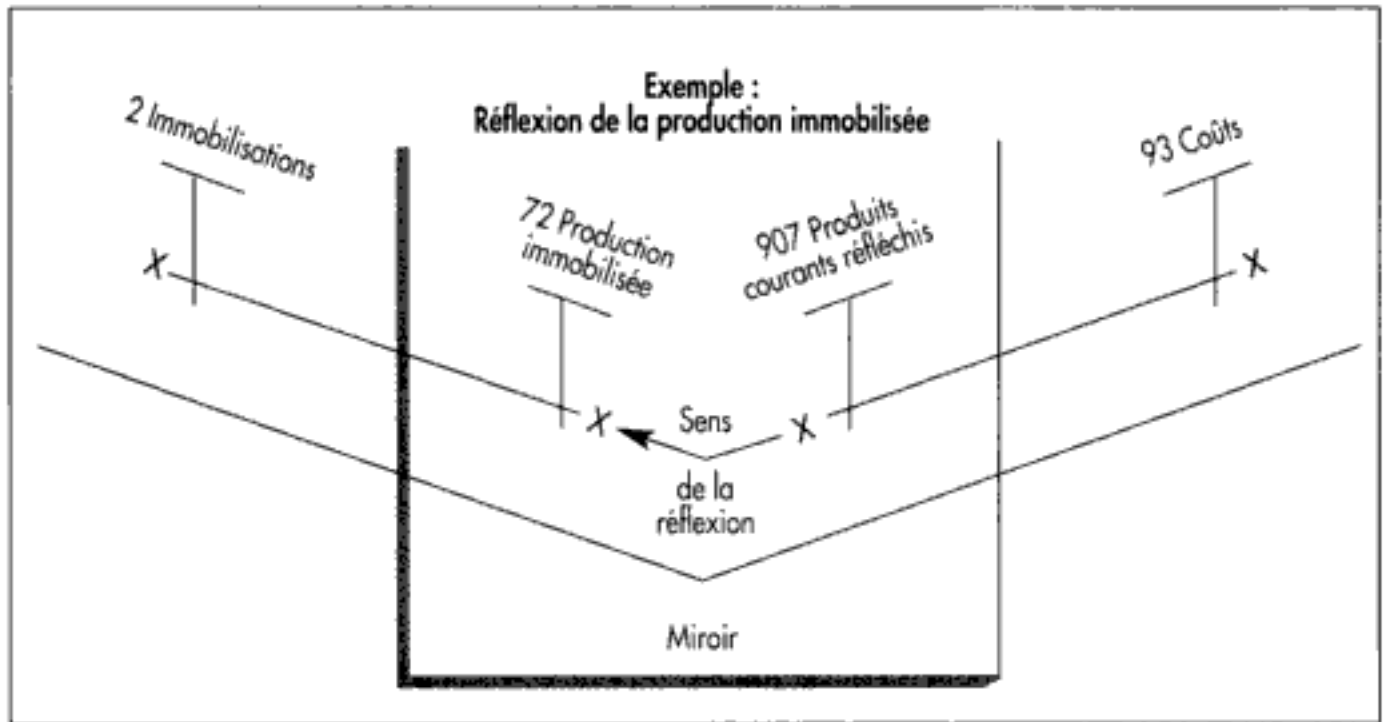 Exemple :
Réflexion de la production immobilisée
2 Immobilisations
72 Production
immobilisée
907 Produits
courants réfléchis
93 Coûts
X
X
Sens
X
X
de la
réflexion
Miroir